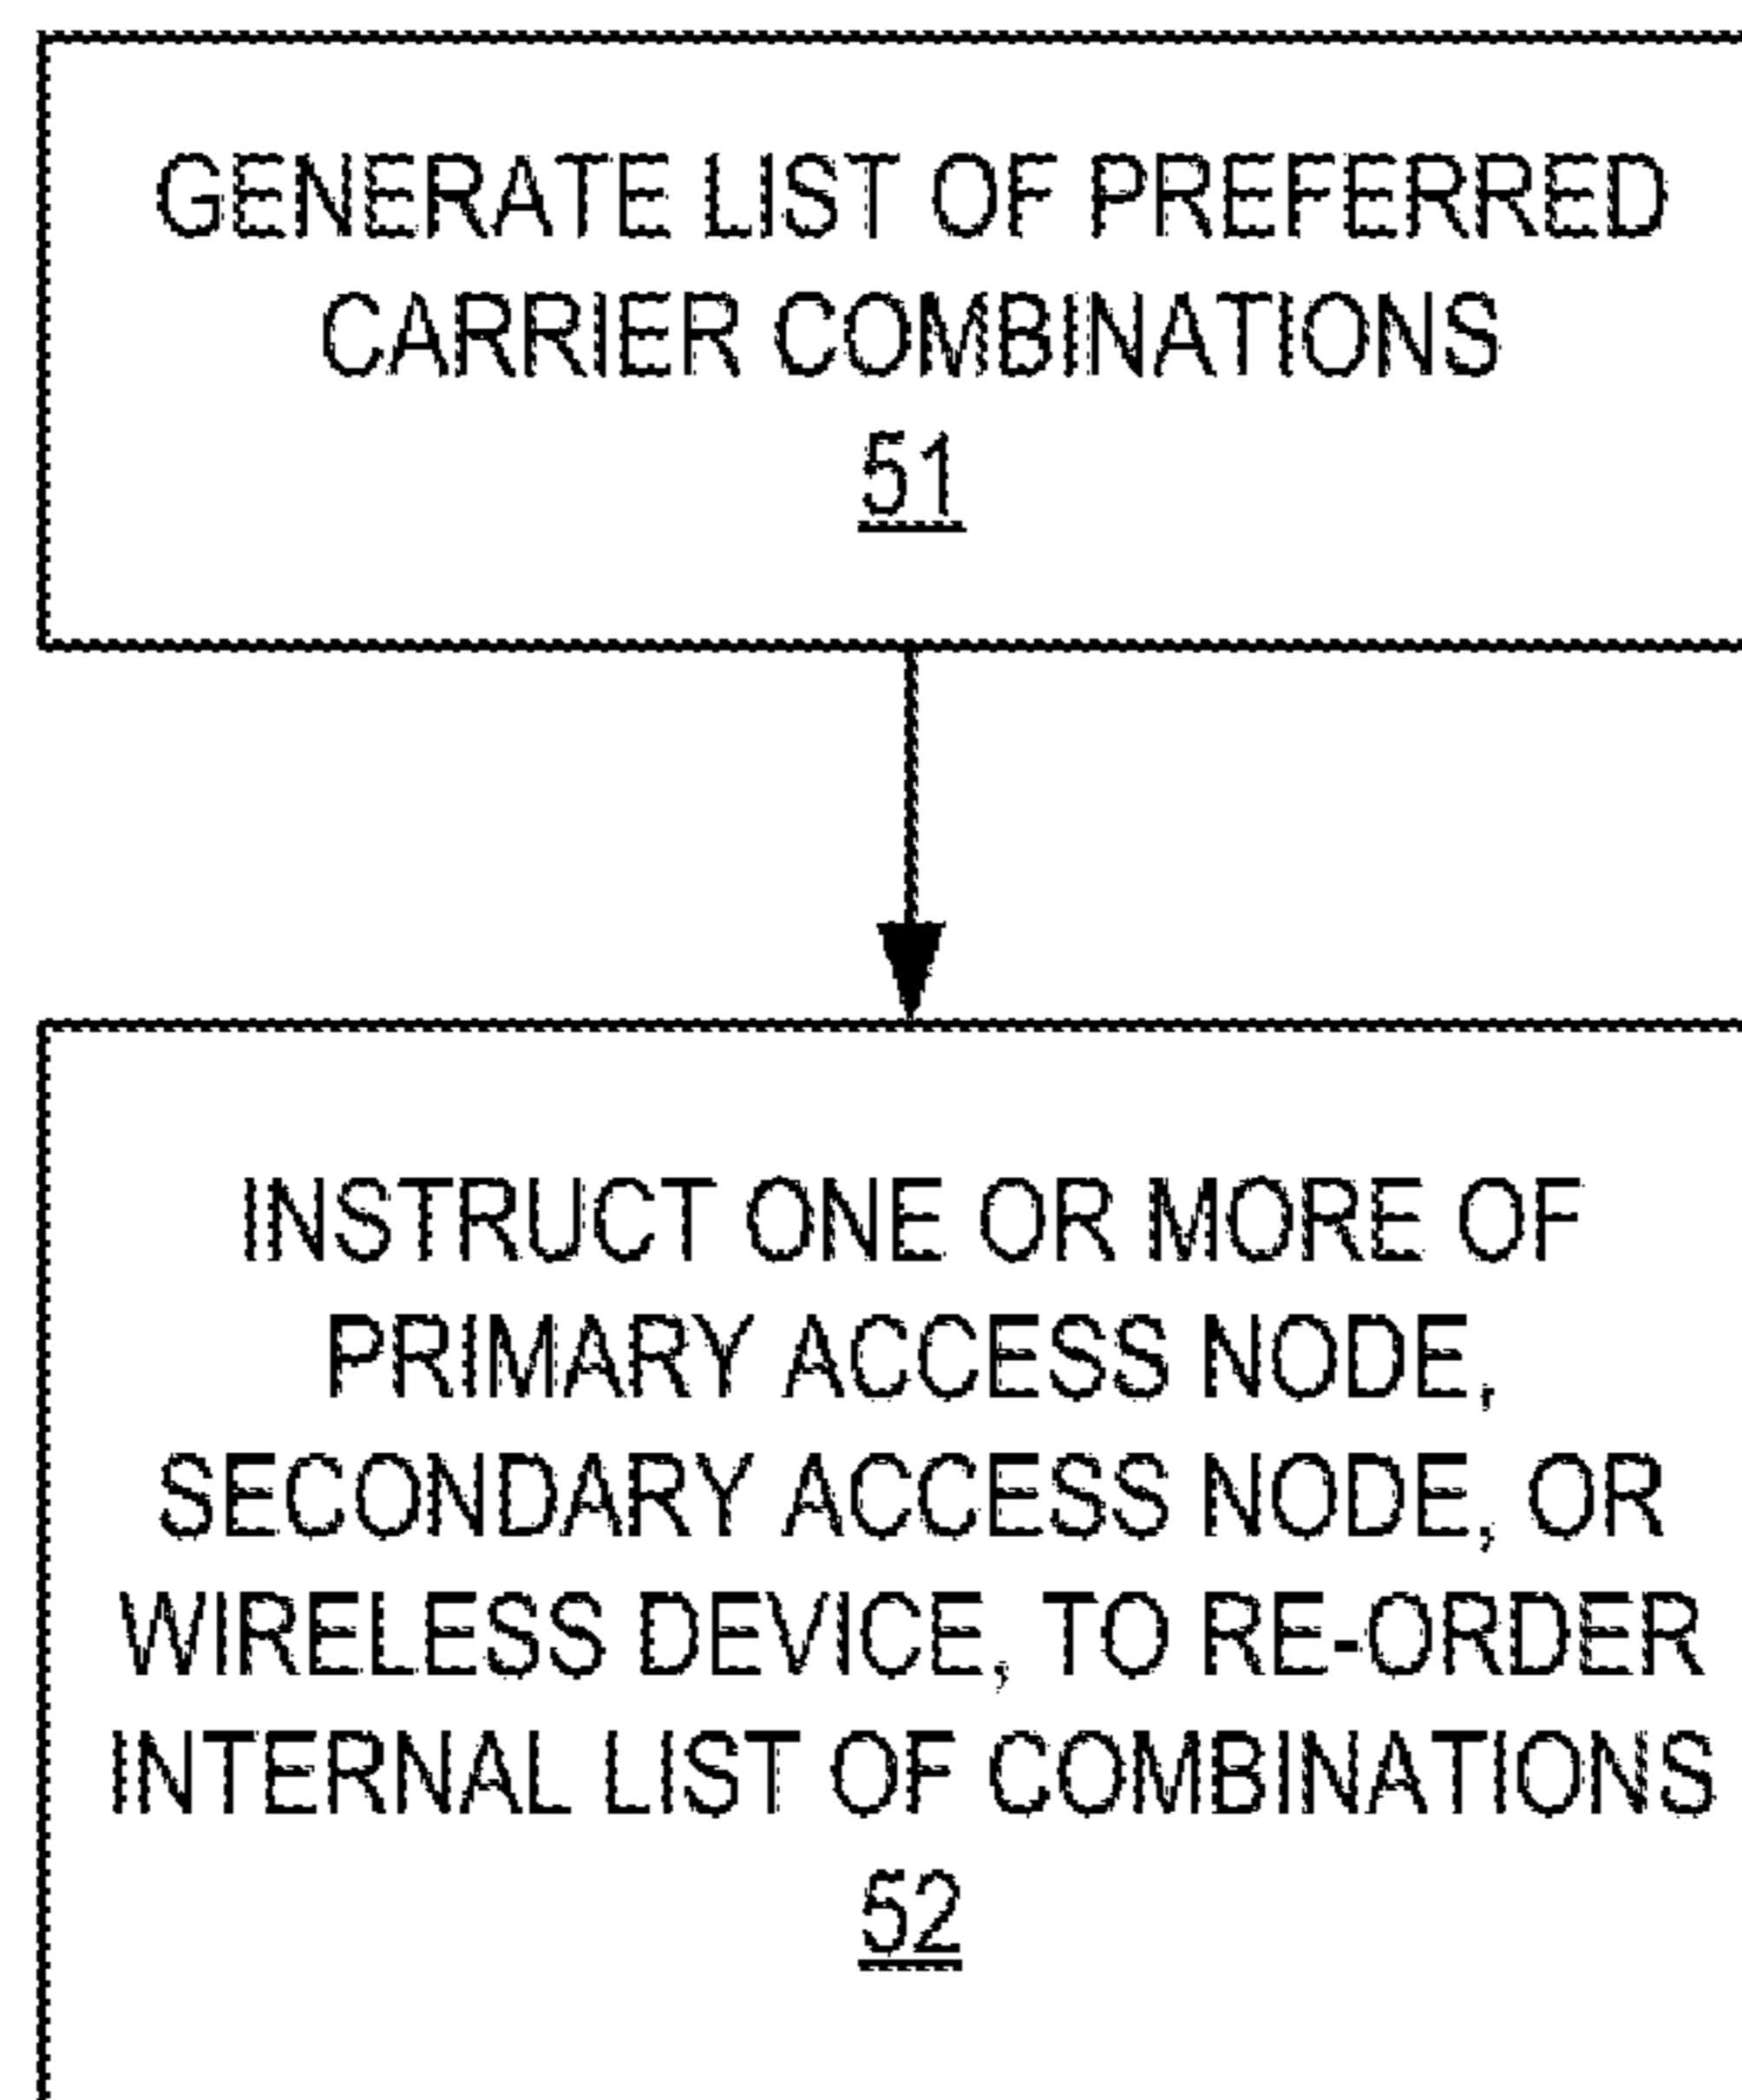 GENERATE LIST OF PREFERRED
CARRIER COMBINATIONS
51
INSTRUCT ONE OR MORE OF
PRIMARY ACCESS NODE,
SECONDARY ACCESS NODE, OR
WIRELESS DEVICE, TO RE-ORDER
INTERNAL LIST OF COMBINATIONS
52